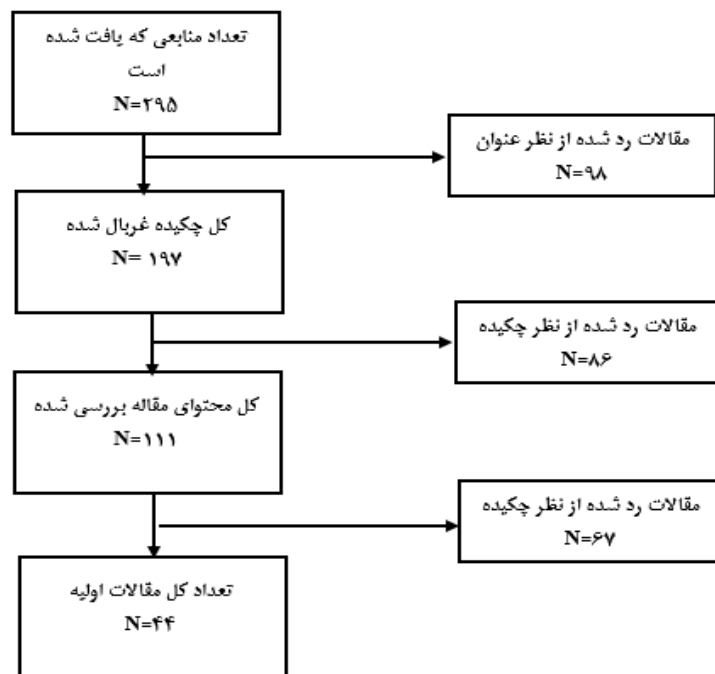 تعداد منابعی که یافت شده
است
N=۲۹۵
مقالات رد شده از نظر عنوان
N=۹۸
کل چکیده غربال شده
N= ۱۹۷
مقالات رد شده از نظر چکیده
N=۸۶
کل محتوای مقاله بررسی شده
N=۱۱۱
مقالات رد شده از نظر چکیده
N=۶۷
تعداد کل مقالات اولیه
N=۴۴